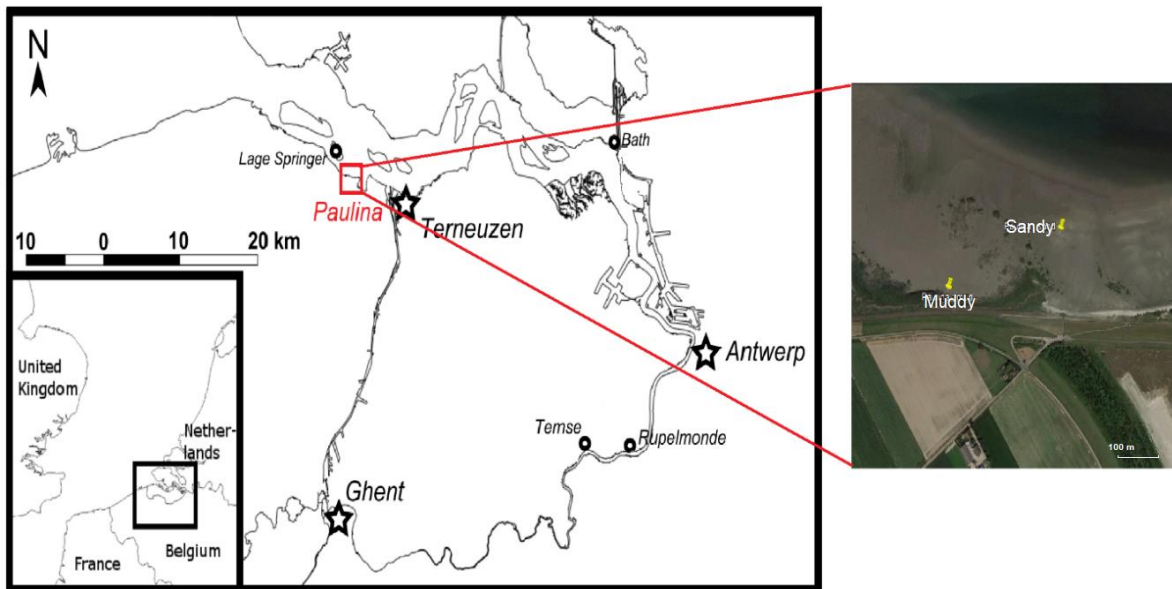 N
Lage Springer
Bath
Paulina
Terneuzen
10 0 10 20 km
Antwerp
Temse
Rupelmonde
Ghent
United
Kingdom
Nether-
lands
Belgium
France
Sandy
Muddy
100 m